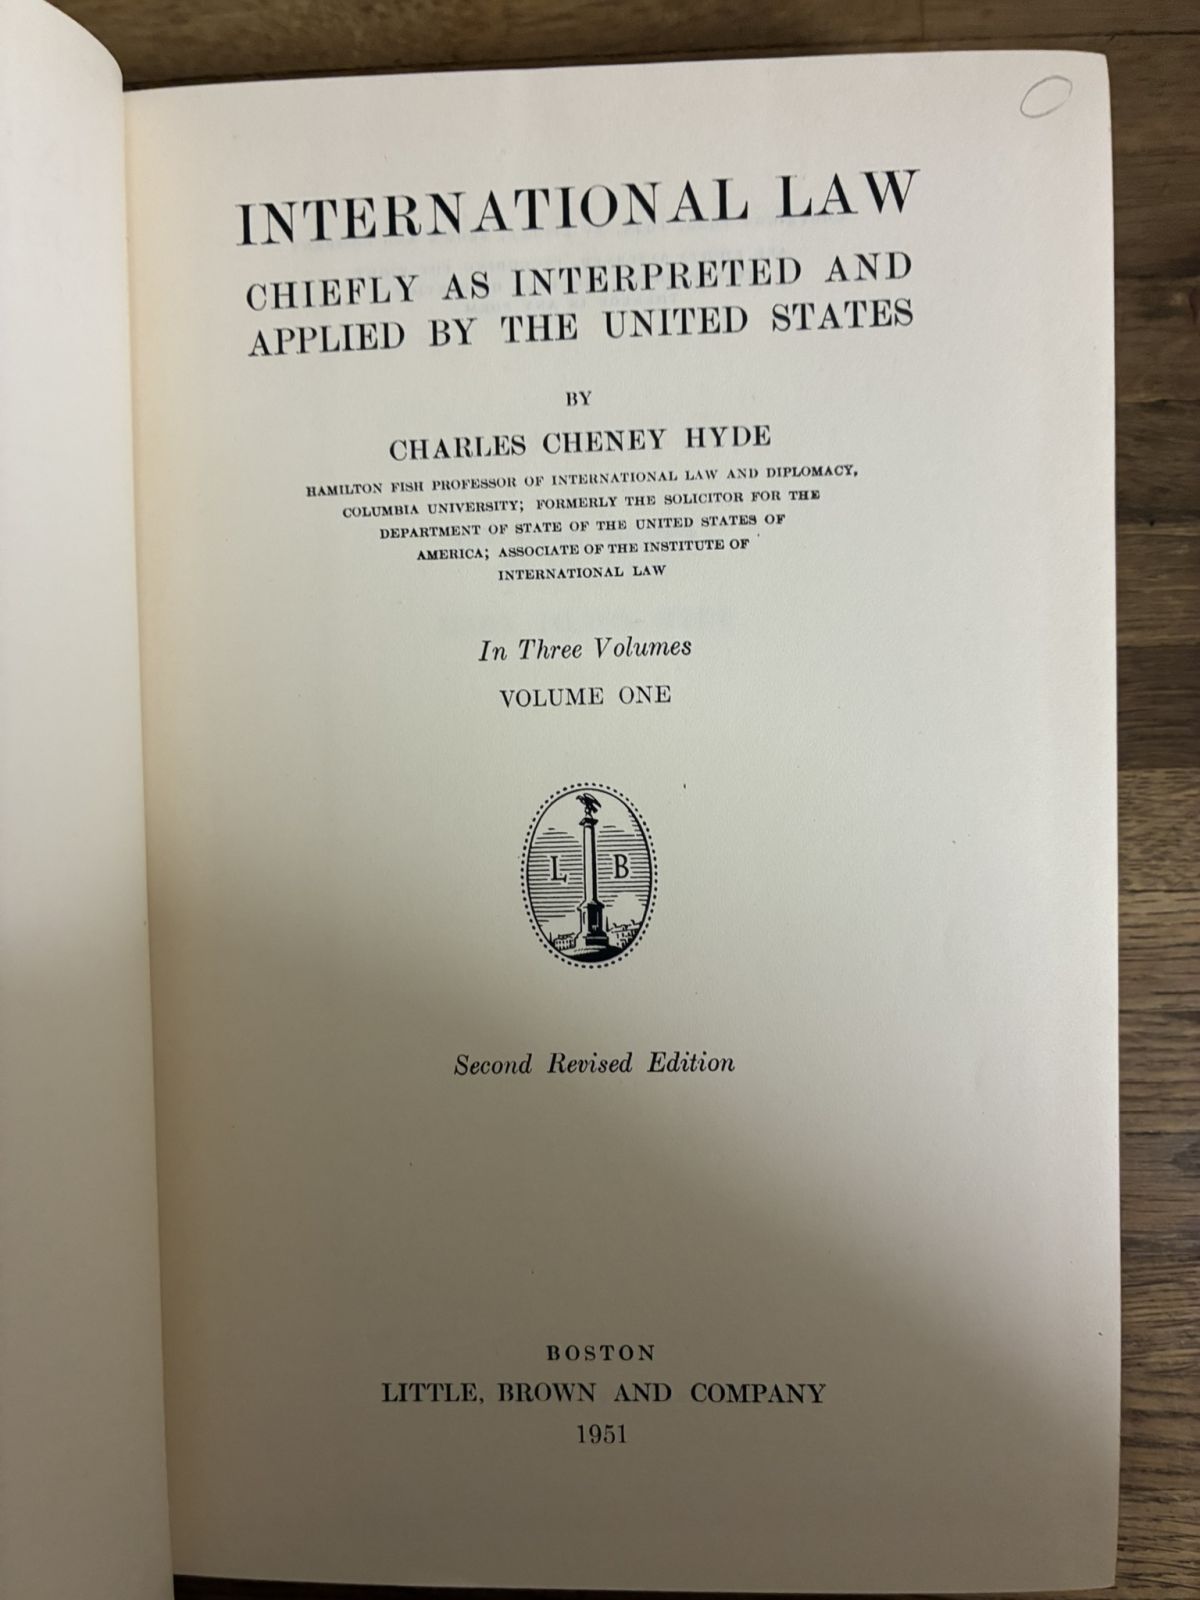 INTERNATIONAL LAW
CHIEFLY AS INTERPRETED AND
APPLIED BY THE UNITED STATES
BY
CHARLES CHENEY HYDE
HAMILTON FISH PROFESSOR OF INTERNATIONAL LAW AND DIPLOMACY,
COLUMBIA UNIVERSITY; FORMERLY THE SOLICITOR FOR THE
DEPARTMENT OF STATE OF THE UNITED STATES OF
AMERICA; ASSOCIATE OF THE INSTITUTE OF
INTERNATIONAL LAW
In Three Volumes
VOLUME ONE
L B
Second Revised Edition
BOSTON
LITTLE, BROWN AND COMPANY
1951